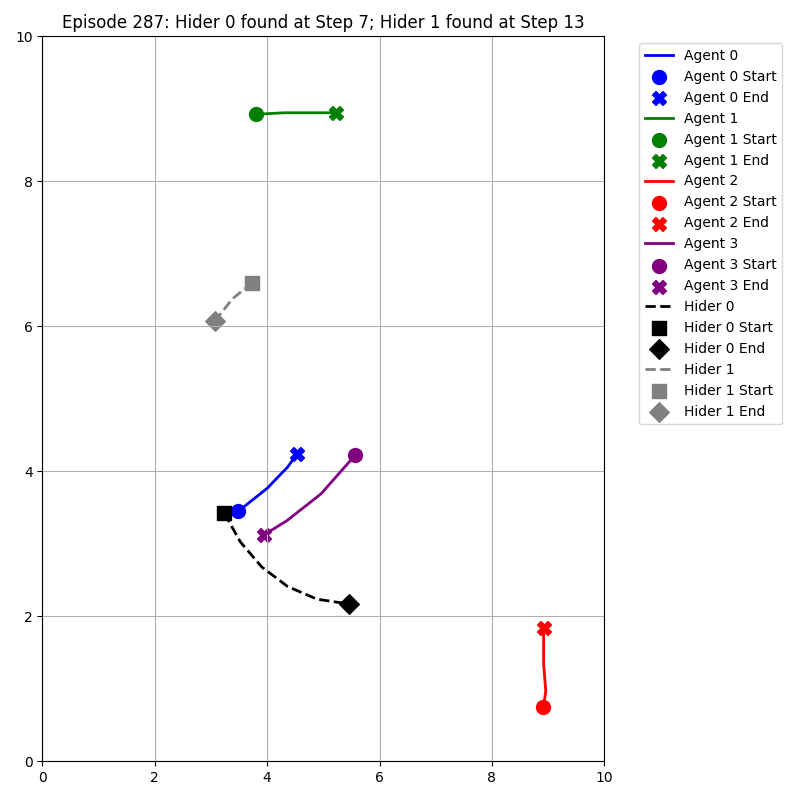 Episode 287: Hider 0 found at Step 7; Hider 1 found at Step 13
10
8
6
4
2
0
0 2 4 6 8 10
Agent 0
Agent 0 Start
Agent 0 End
Agent 1
Agent 1 Start
Agent 1 End
Agent 2
Agent 2 Start
Agent 2 End
Agent 3
Agent 3 Start
Agent 3 End
Hider 0
Hider 0 Start
Hider 0 End
Hider 1
Hider 1 Start
Hider 1 End